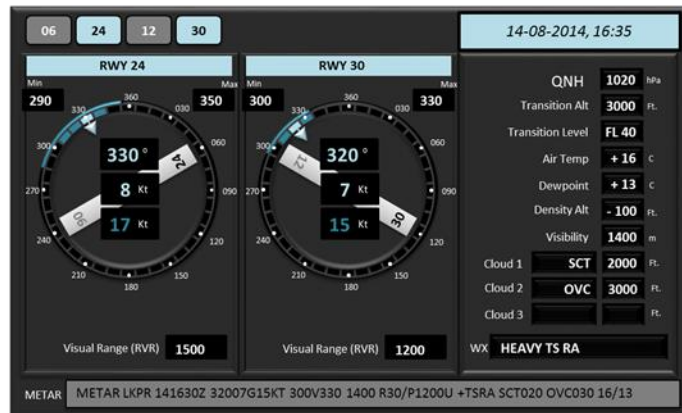 06 24 12 30 14-08-2014, 16:35
RWY 24
Min Max
290 350
360
330 030
300 060
270 090
240 120
210 150
180
330 °
8 Kt
17 Kt
24
06
Visual Range (RVR) 1500
RWY 30
Min Max
300 330
360
330 030
300 060
270 090
240 120
210 150
180
320 °
7 Kt
15 Kt
12
30
Visual Range (RVR) 1200
QNH 1020 hPa
Transition Alt 3000 Ft.
Transition Level FL 40
Air Temp + 16 C
Dewpoint + 13 C
Density Alt - 100 Ft.
Visibility 1400 m
Cloud 1 SCT 2000 Ft.
Cloud 2 OVC 3000 Ft.
Cloud 3 Ft.
WX HEAVY TS RA
METAR METAR LKPR 141630Z 32007G15KT 300V330 1400 R30/P1200U +TSRA SCT020 OVC030 16/13